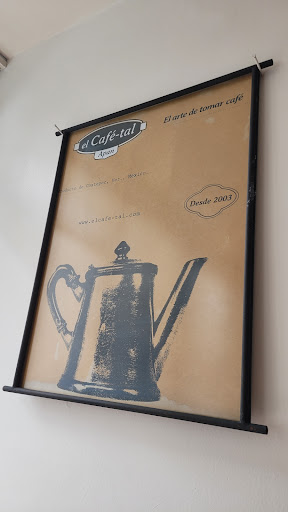 el Café-tal
Apan
El arte de tomar café
Desde 2003
www.elcafe-tal.com